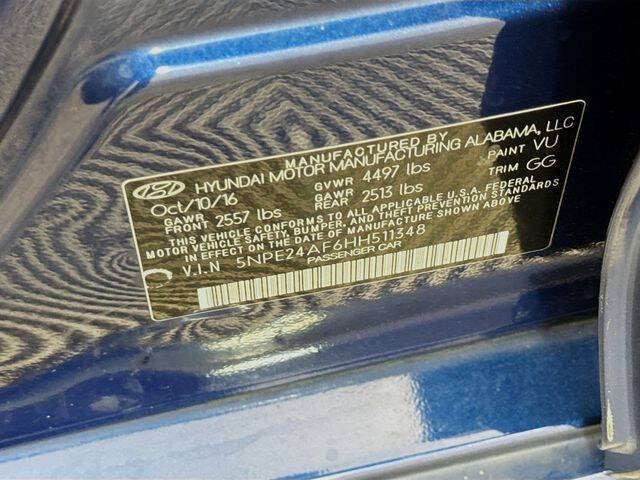 MANUFACTURED BY
HYUNDAI MOTOR MANUFACTURING ALABAMA, LLC
Oct/10/16 GVWR 4497 lbs PAINT VU
GAWR FRONT 2557 lbs GAWR REAR 2513 lbs TRIM GG
THIS VEHICLE CONFORMS TO ALL APPLICABLE U.S.A. FEDERAL
MOTOR VEHICLE SAFETY, BUMPER, AND THEFT PREVENTION STANDARDS
IN EFFECT ON THE DATE OF MANUFACTURE SHOWN ABOVE.
V.I.N 5NPE24AF6HH511348
PASSENGER CAR